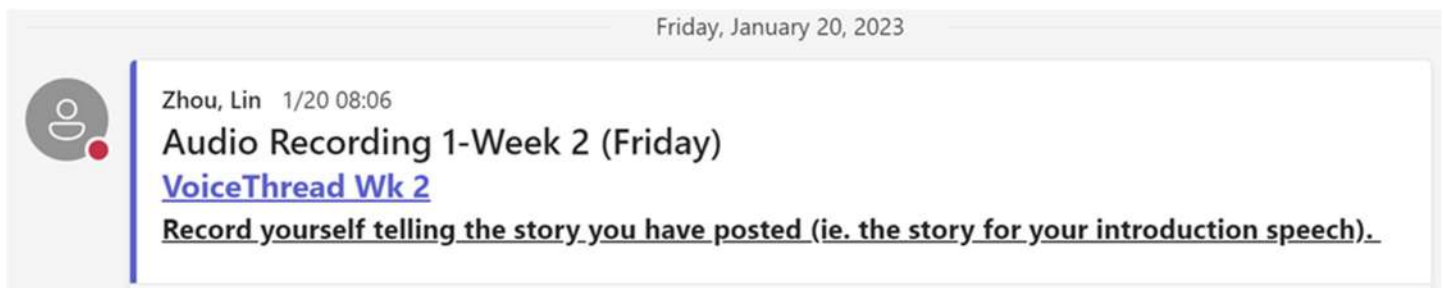 Friday, January 20, 2023
Zhou, Lin 1/20 08:06
Audio Recording 1-Week 2 (Friday)
VoiceThread Wk 2
Record yourself telling the story you have posted (ie. the story for your introduction speech).